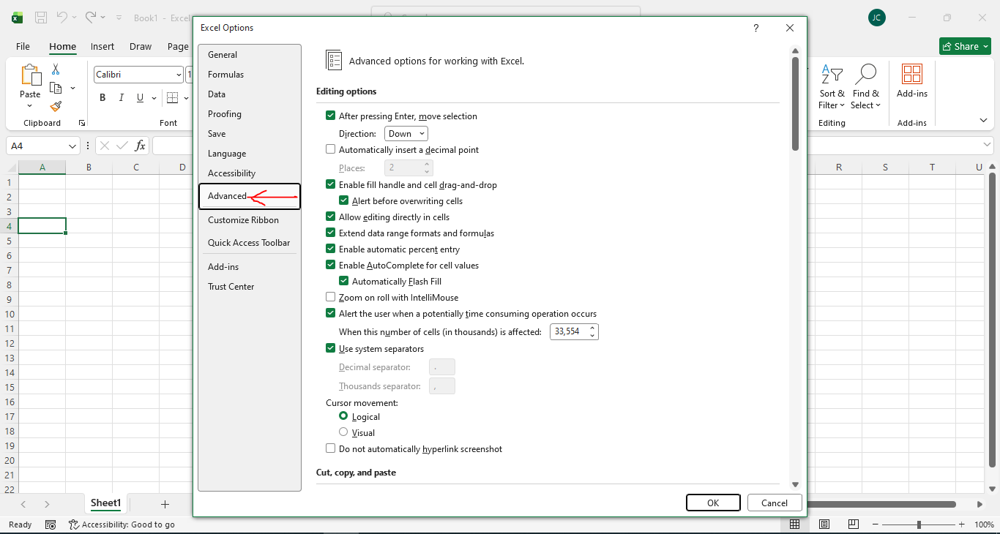 Book1 - Excel
JC
File Home Insert Draw Page
Share
Paste
Clipboard
Calibri
B I U
Font
Sort & Filter
Find & Select
Editing
Add-ins
Add-ins
A4
fx
A B C D R S T U
1
2
3
4
5
6
7
8
9
10
11
12
13
14
15
16
17
18
19
20
21
22
Excel Options
?
General
Formulas
Data
Proofing
Save
Language
Accessibility
Advanced
Customize Ribbon
Quick Access Toolbar
Add-ins
Trust Center
Advanced options for working with Excel.
Editing options
After pressing Enter, move selection
Direction: Down
Automatically insert a decimal point
Places: 2
Enable fill handle and cell drag-and-drop
Alert before overwriting cells
Allow editing directly in cells
Extend data range formats and formulas
Enable automatic percent entry
Enable AutoComplete for cell values
Automatically Flash Fill
Zoom on roll with IntelliMouse
Alert the user when a potentially time consuming operation occurs
When this number of cells (in thousands) is affected: 33,554
Use system separators
Decimal separator: .
Thousands separator: ,
Cursor movement:
Logical
Visual
Do not automatically hyperlink screenshot
Cut, copy, and paste
OK Cancel
Sheet1
Ready
Accessibility: Good to go
100%